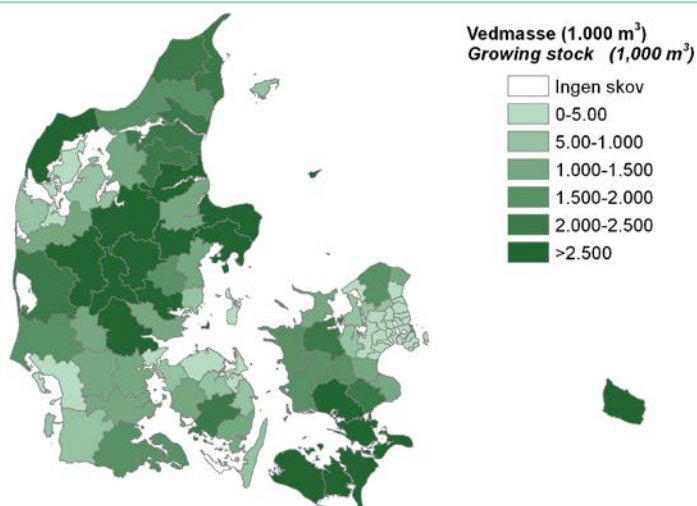 Vedmasse (1.000 m³)
Growing stock (1,000 m³)
Ingen skov
0-5.00
5.00-1.000
1.000-1.500
1.500-2.000
2.000-2.500
>2.500